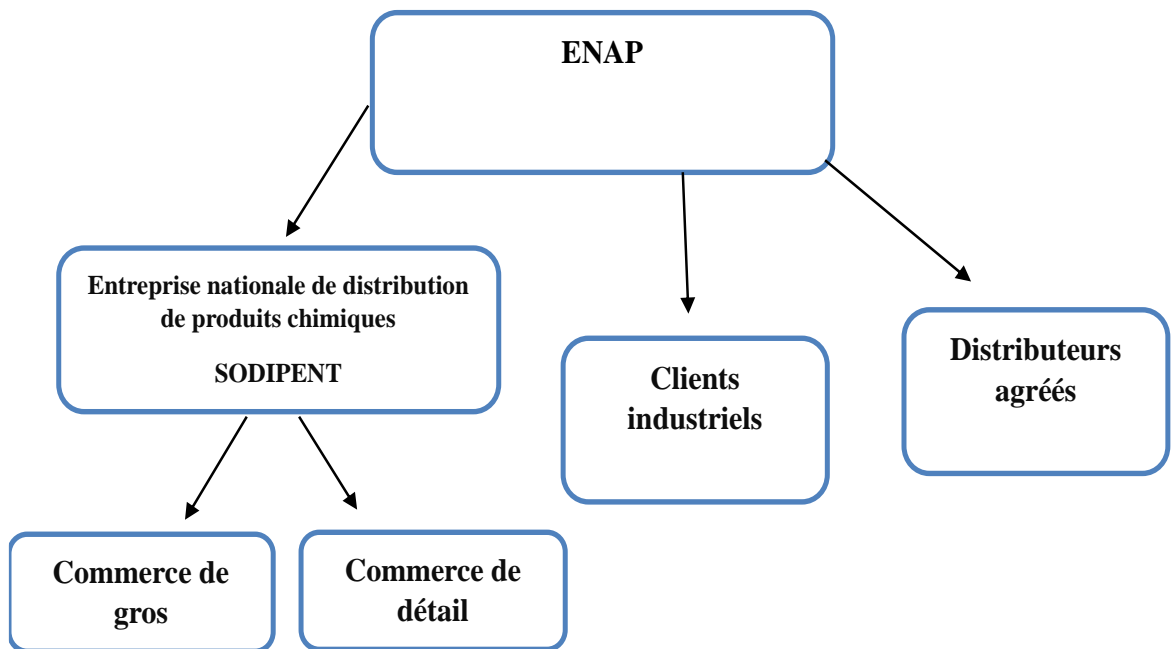 ENAP
Entreprise nationale de distribution
de produits chimiques
SODIPENT
Clients
industriels
Distributeurs
agréés
Commerce de
gros
Commerce de
détail